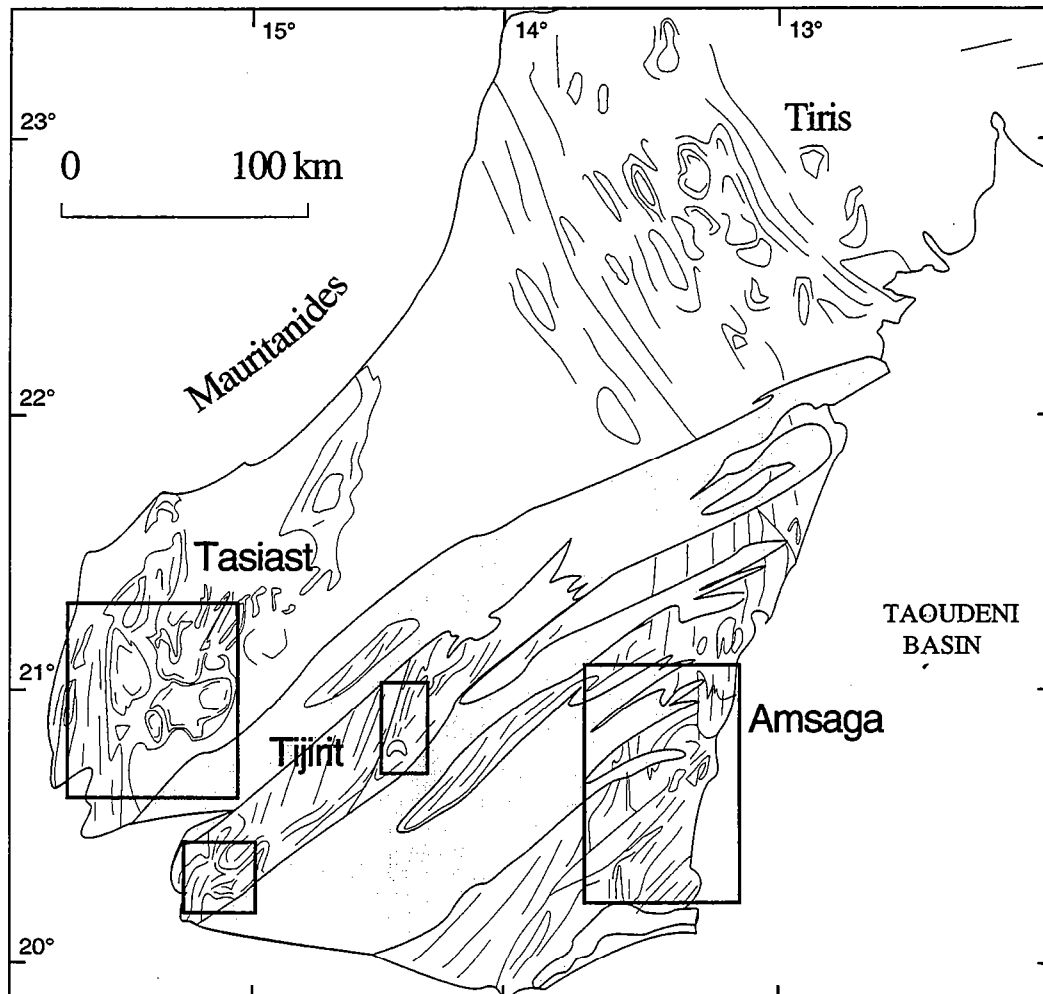 15°
14°
13°
23°
Tiris
0 100 km
Mauritanides
22°
Tasiast
TAOUDENI
BASIN
21°
Amsaga
Tijirit
20°